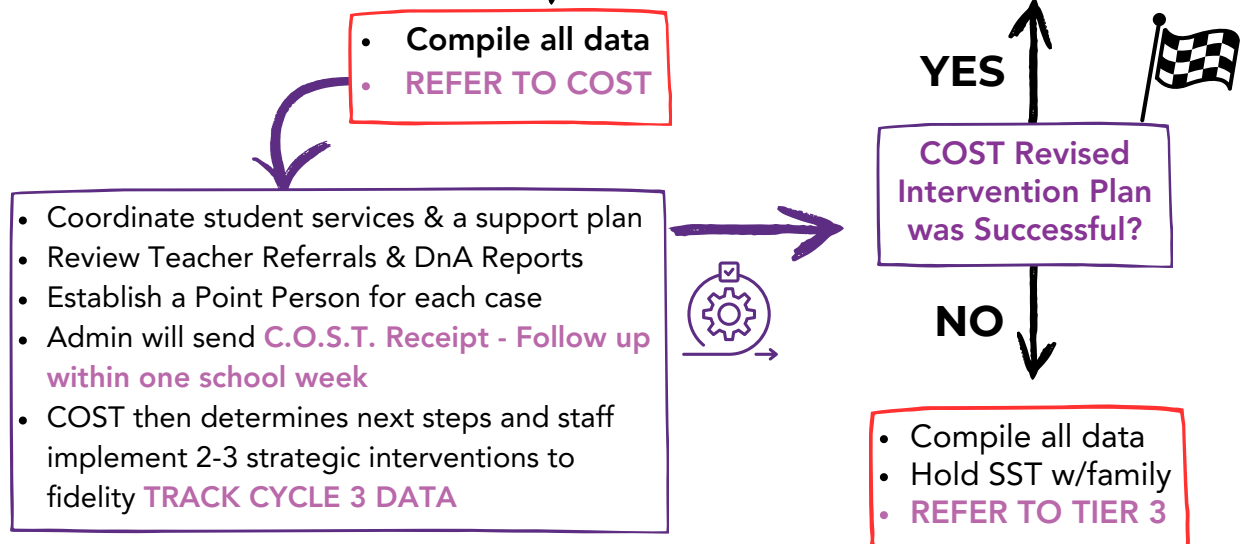 • Compile all data
• REFER TO COST
• Coordinate student services & a support plan
• Review Teacher Referrals & DnA Reports
• Establish a Point Person for each case
• Admin will send C.O.S.T. Receipt - Follow up
within one school week
• COST then determines next steps and staff
implement 2-3 strategic interventions to
fidelity TRACK CYCLE 3 DATA
YES
COST Revised
Intervention Plan
was Successful?
NO
• Compile all data
• Hold SST w/family
• REFER TO TIER 3